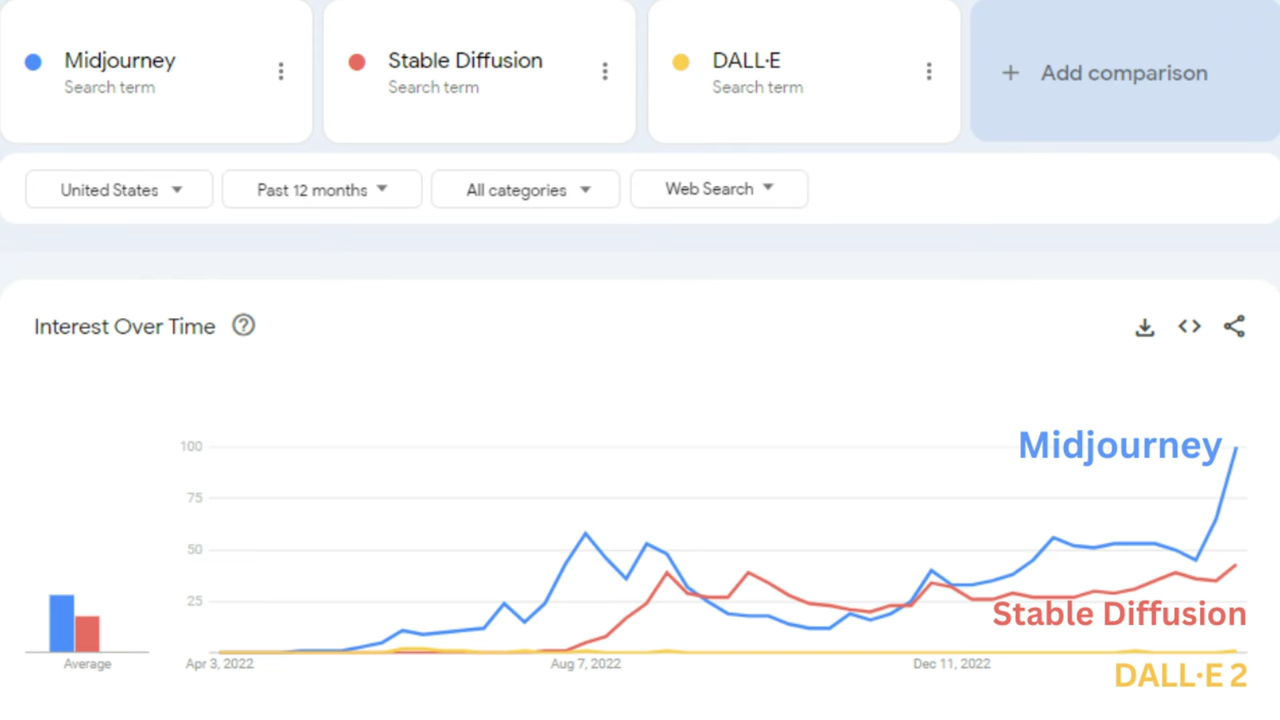 Midjourney
Search term
Stable Diffusion
Search term
DALL·E
Search term
+ Add comparison
United States
Past 12 months
All categories
Web Search
Interest Over Time
100
75
50
25
Average
Apr 3, 2022
Aug 7, 2022
Dec 11, 2022
Midjourney
Stable Diffusion
DALL·E 2